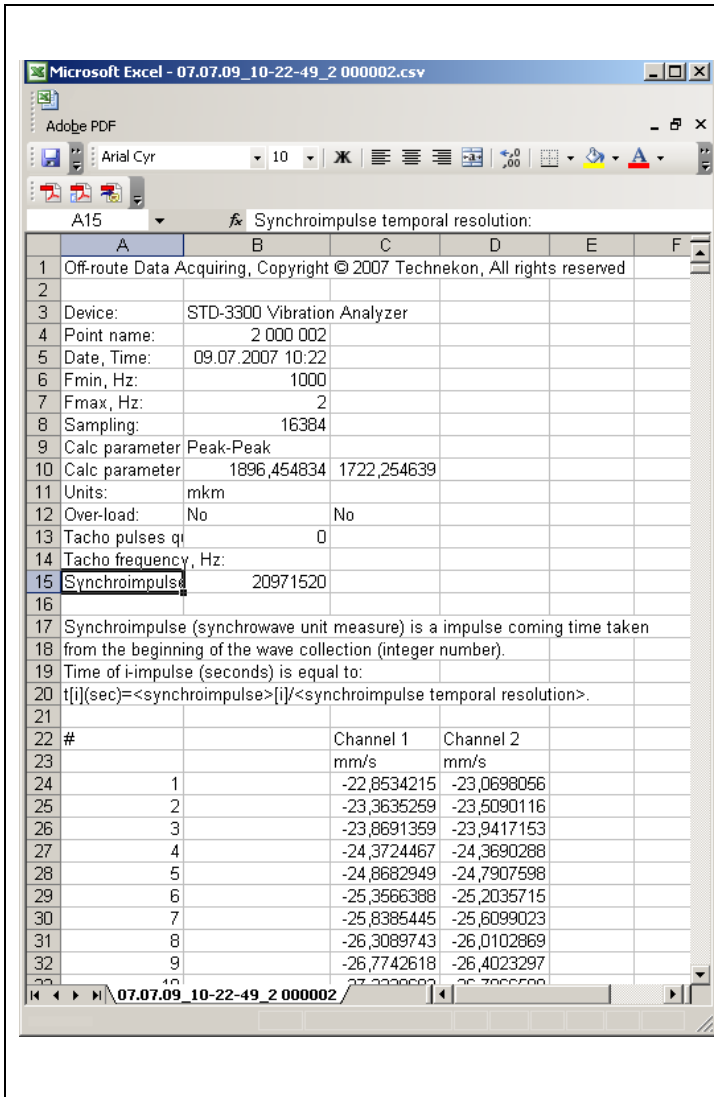 Microsoft Excel - 07.07.09_10-22-49_2 000002.csv
Adobe PDF
Arial Cyr 10 Ж
A15 fx Synchroimpulse temporal resolution:
A B C D E F
1 Off-route Data Acquiring, Copyright © 2007 Technekon, All rights reserved
2
3 Device: STD-3300 Vibration Analyzer
4 Point name: 2 000 002
5 Date, Time: 09.07.2007 10:22
6 Fmin, Hz: 1000
7 Fmax, Hz: 2
8 Sampling: 16384
9 Calc parameter Peak-Peak
10 Calc parameter 1896,454834 1722,254639
11 Units: mkm
12 Over-load: No No
13 Tacho pulses qu 0
14 Tacho frequency, Hz:
15 Synchroimpulse 20971520
16
17 Synchroimpulse (synchrowave unit measure) is a impulse coming time taken
18 from the beginning of the wave collection (integer number).
19 Time of i-impulse (seconds) is equal to:
20 t[i](sec)=<synchroimpulse>[i]/<synchroimpulse temporal resolution>.
21
22 # Channel 1 Channel 2
23 mm/s mm/s
24 1 -22,8534215 -23,0698056
25 2 -23,3635259 -23,5090116
26 3 -23,8691359 -23,9417153
27 4 -24,3724467 -24,3690288
28 5 -24,8682949 -24,7907598
29 6 -25,3566388 -25,2035715
30 7 -25,8385445 -25,6099023
31 8 -26,3089743 -26,0102869
32 9 -26,7742618 -26,4023297
07.07.09_10-22-49_2 000002